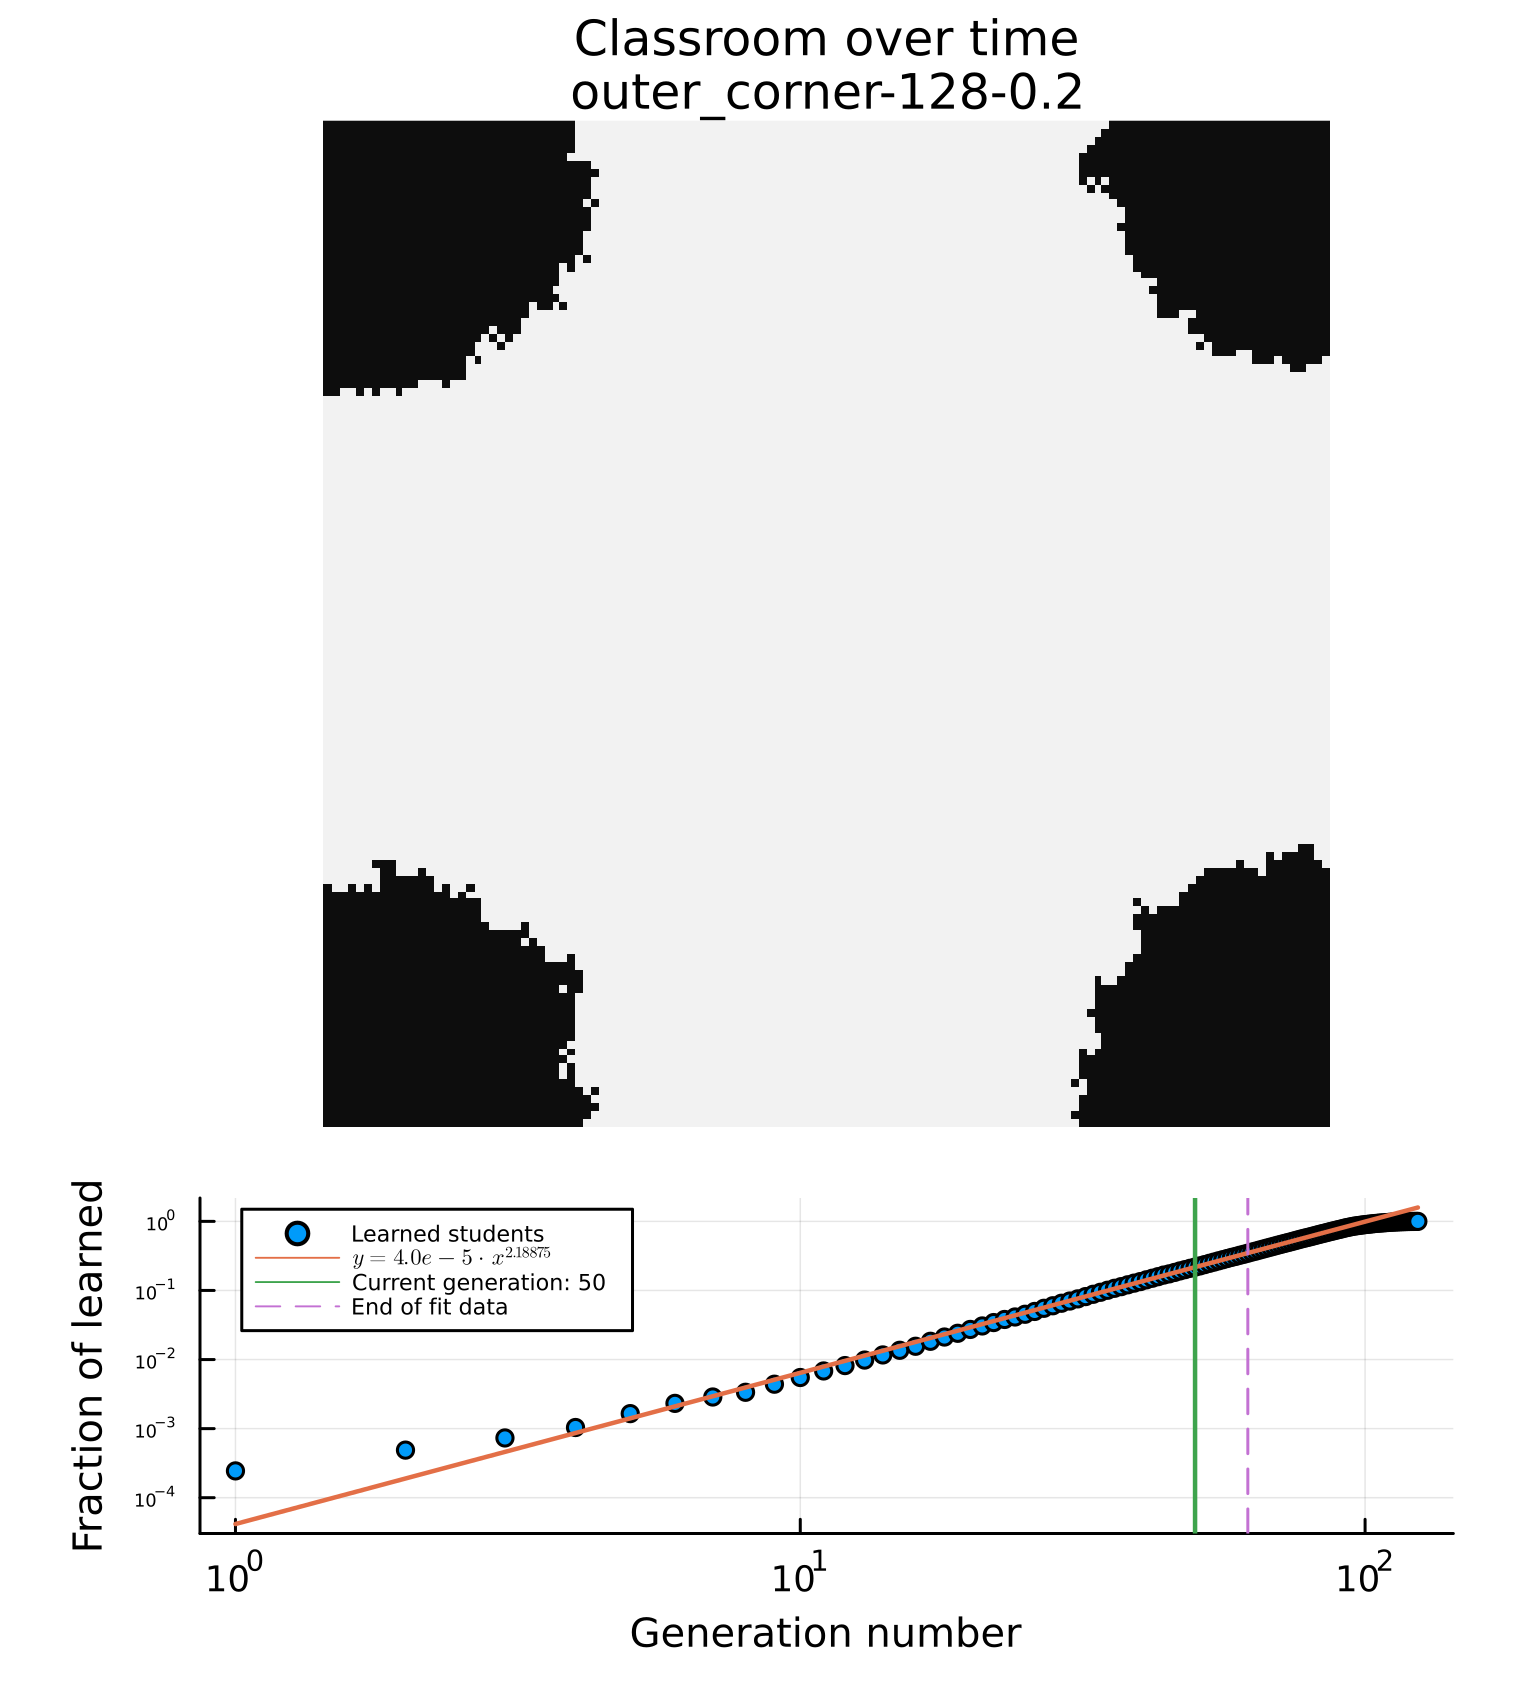 Classroom over time
outer_corner-128-0.2
Fraction of learned
10^0
10^-1
10^-2
10^-3
10^-4
Learned students
y = 4.0e − 5 · x^2.18875
Current generation: 50
End of fit data
10^0 10^1 10^2
Generation number